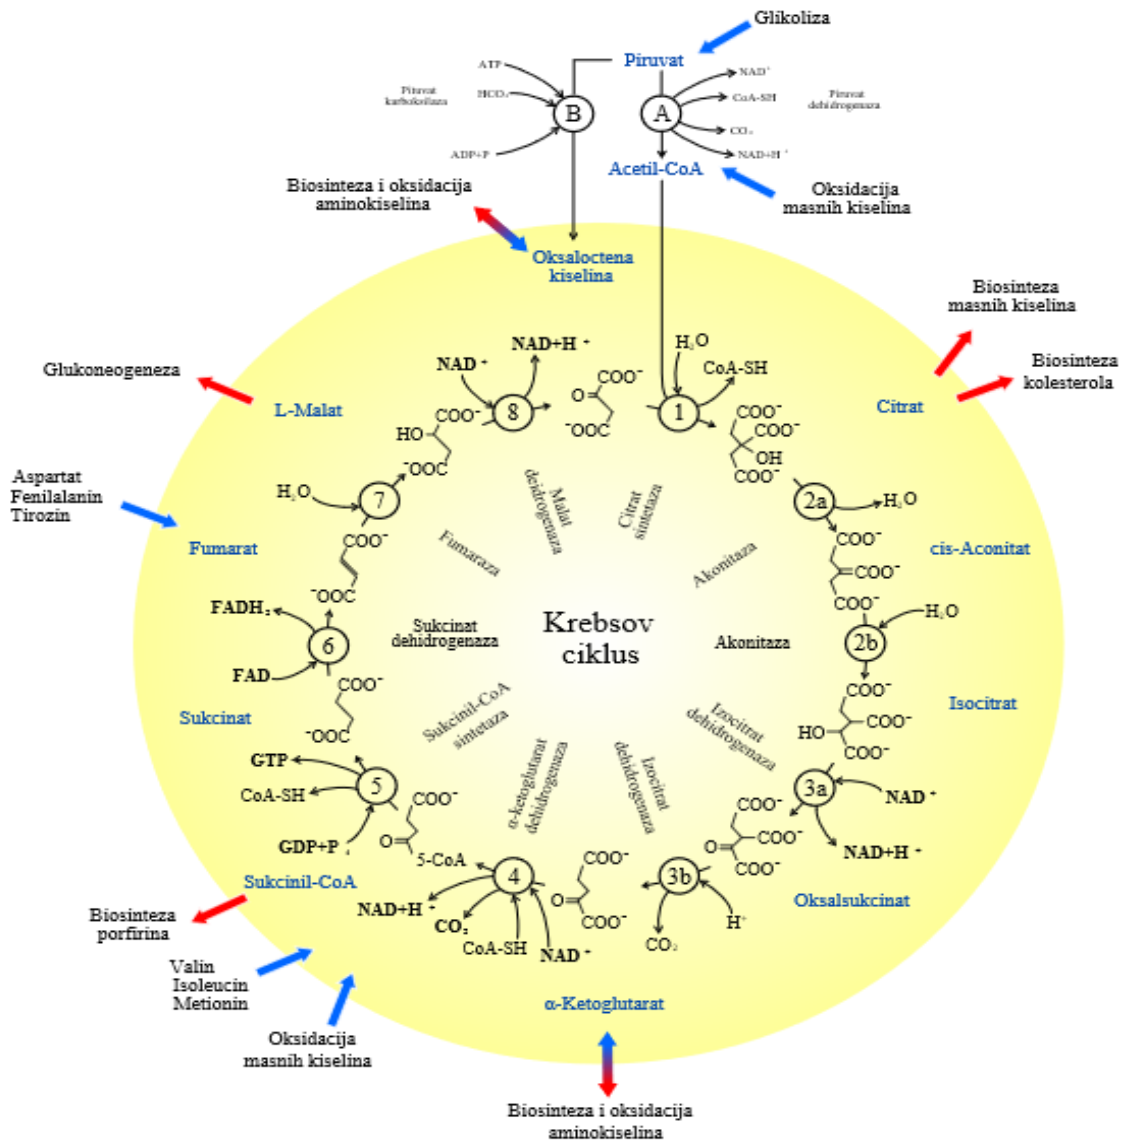 Glikoliza
Piruvat
ATP
HCO₃
ADP+P
Piruvat
karboksilaza
B
A
NAD⁺
CoA-SH
CO₂
NAD+H ⁺
Piruvat
dehidrogenaza
Acetil-CoA
Oksidacija
masnih kiselina
Biosinteza i oksidacija
aminokiselina
Oksaloctena
kiselina
Biosinteza
masnih kiselina
Biosinteza
kolesterola
Citrat
Glukoneogeneza
L-Malat
Aspartat
Fenilalanin
Tirozin
Fumarat
NAD ⁺
NAD+H ⁺
8
COO⁻
O
⁻OOC
H₂O
CoA-SH
1
COO⁻
COO⁻
OH
COO⁻
2a
H₂O
cis-Aconitat
COO⁻
COO⁻
COO⁻
H₂O
2b
Isocitrat
COO⁻
COO⁻
HO
COO⁻
3a
NAD ⁺
NAD+H ⁺
Oksalsukcinat
COO⁻
COO⁻
O
COO⁻
3b
H⁺
CO₂
α-Ketoglutarat
COO⁻
O
COO⁻
4
NAD+H ⁺
CO₂
CoA-SH
NAD ⁺
Sukcinil-CoA
COO⁻
O
5-CoA
5
GTP
CoA-SH
GDP+P i
Sukcinat
COO⁻
⁻OOC
6
FADH₂
FAD
COO⁻
⁻OOC
7
H₂O
COO⁻
HO
⁻OOC
Malat
deidrogenaza
Citrat
sintetaza
Fumaraza
Akonitaza
Sukcinat
dehidrogenaza
Krebsov
ciklus
Akonitaza
Sukcinil-CoA
sintetaza
Izocitrat
dehidrogenaza
α-ketoglutarat
dehidrogenaza
Izocitrat
dehidrogenaza
Biosinteza
porfirina
Valin
Isoleucin
Metionin
Oksidacija
masnih kiselina
Biosinteza i oksidacija
aminokiselina